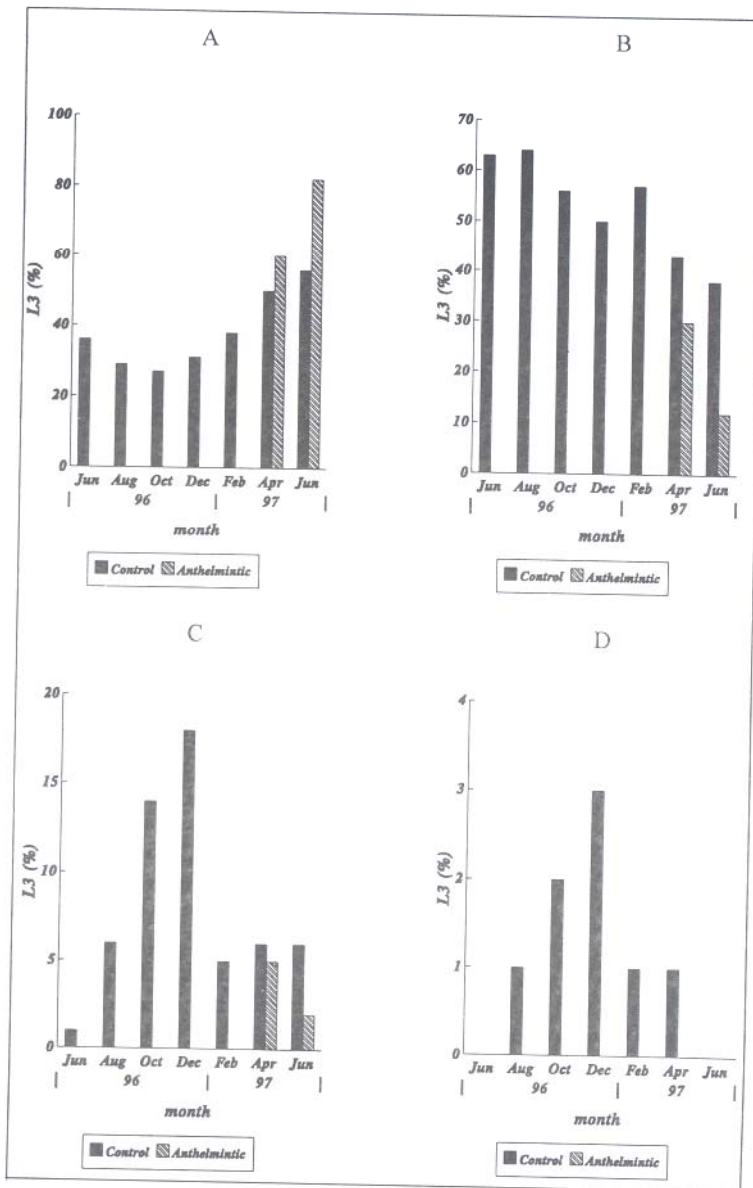 A
100
80
60
40
20
0
L3 (%)
Jun Aug Oct Dec Feb Apr Jun
| 96 | 97 |
month
Control Anthelmintic
B
70
60
50
40
30
20
10
0
L3 (%)
Jun Aug Oct Dec Feb Apr Jun
| 96 | 97 |
month
Control Anthelmintic
C
20
15
10
5
0
L3 (%)
Jun Aug Oct Dec Feb Apr Jun
| 96 | 97 |
month
Control Anthelmintic
D
4
3
2
1
0
L3 (%)
Jun Aug Oct Dec Feb Apr Jun
| 96 | 97 |
month
Control Anthelmintic